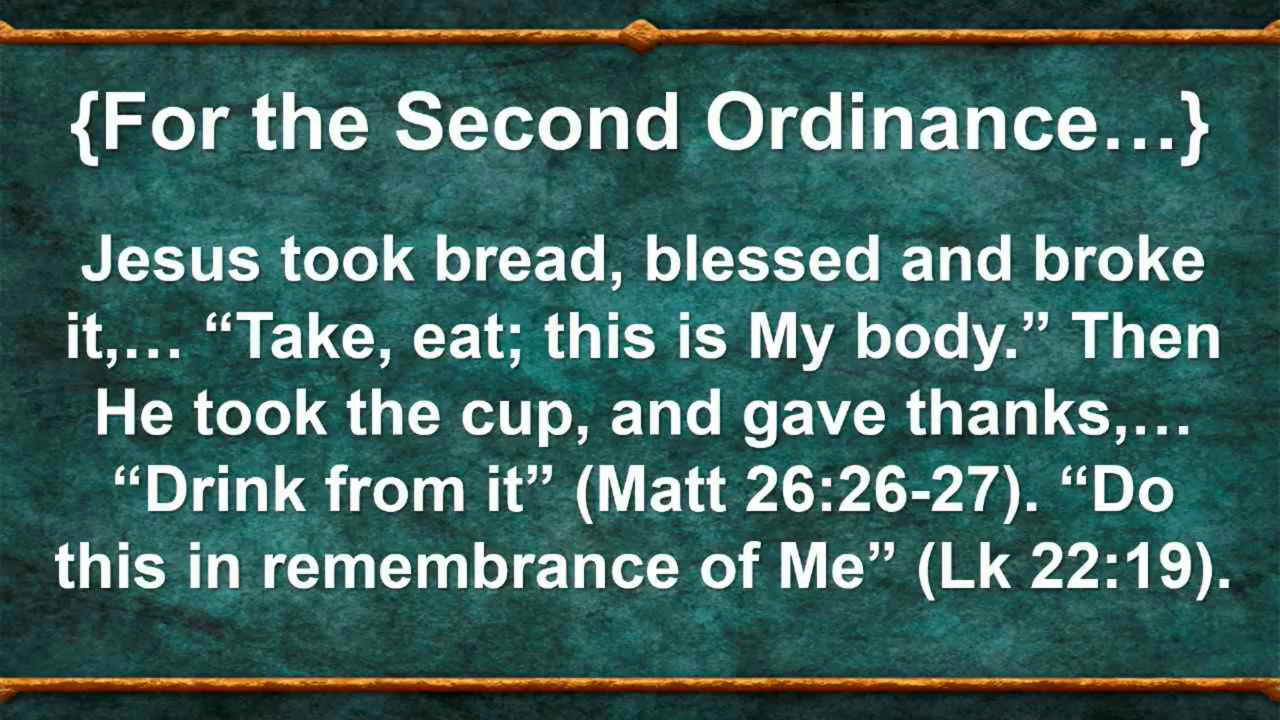 {For the Second Ordinance…}
Jesus took bread, blessed and broke
it,… “Take, eat; this is My body.” Then
He took the cup, and gave thanks,…
“Drink from it” (Matt 26:26-27). “Do
this in remembrance of Me” (Lk 22:19).